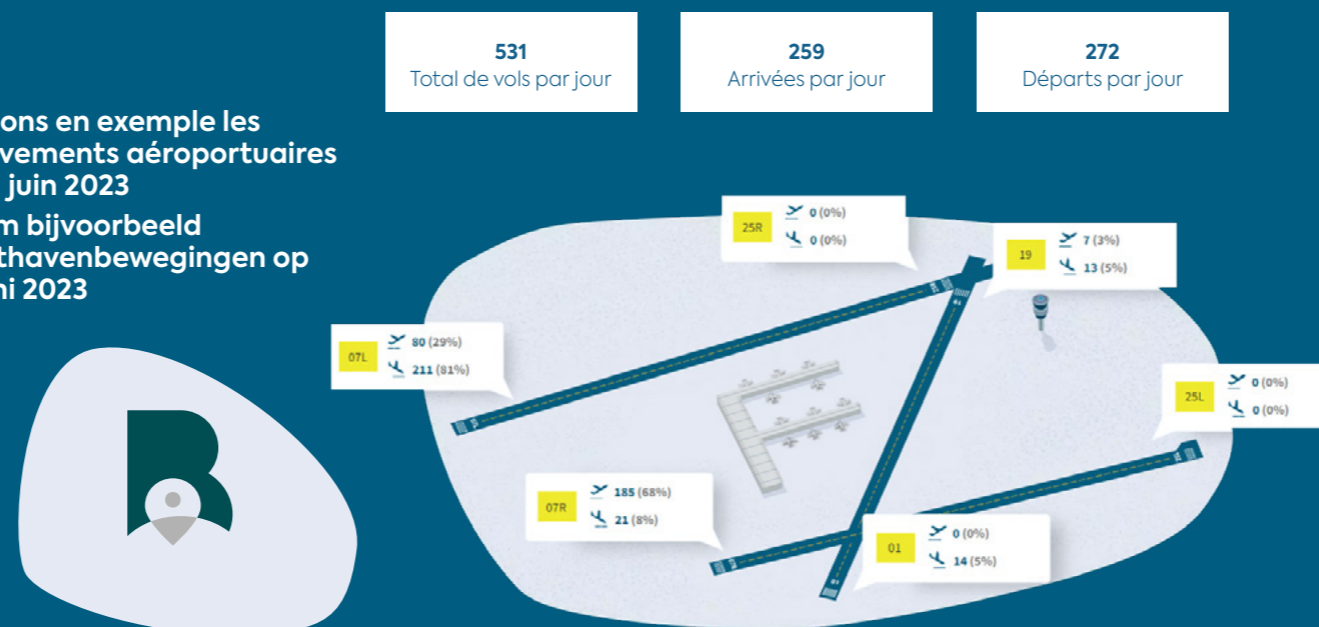 531
Total de vols par jour
259
Arrivées par jour
272
Départs par jour
ons en exemple les
vements aéroportuaires
juin 2023
m bijvoorbeeld
thavenbewegingen op
ni 2023
25R
0 (0%)
0 (0%)
19
7 (3%)
13 (5%)
07L
80 (29%)
211 (81%)
25L
0 (0%)
0 (0%)
07R
185 (68%)
21 (8%)
01
0 (0%)
14 (5%)
B